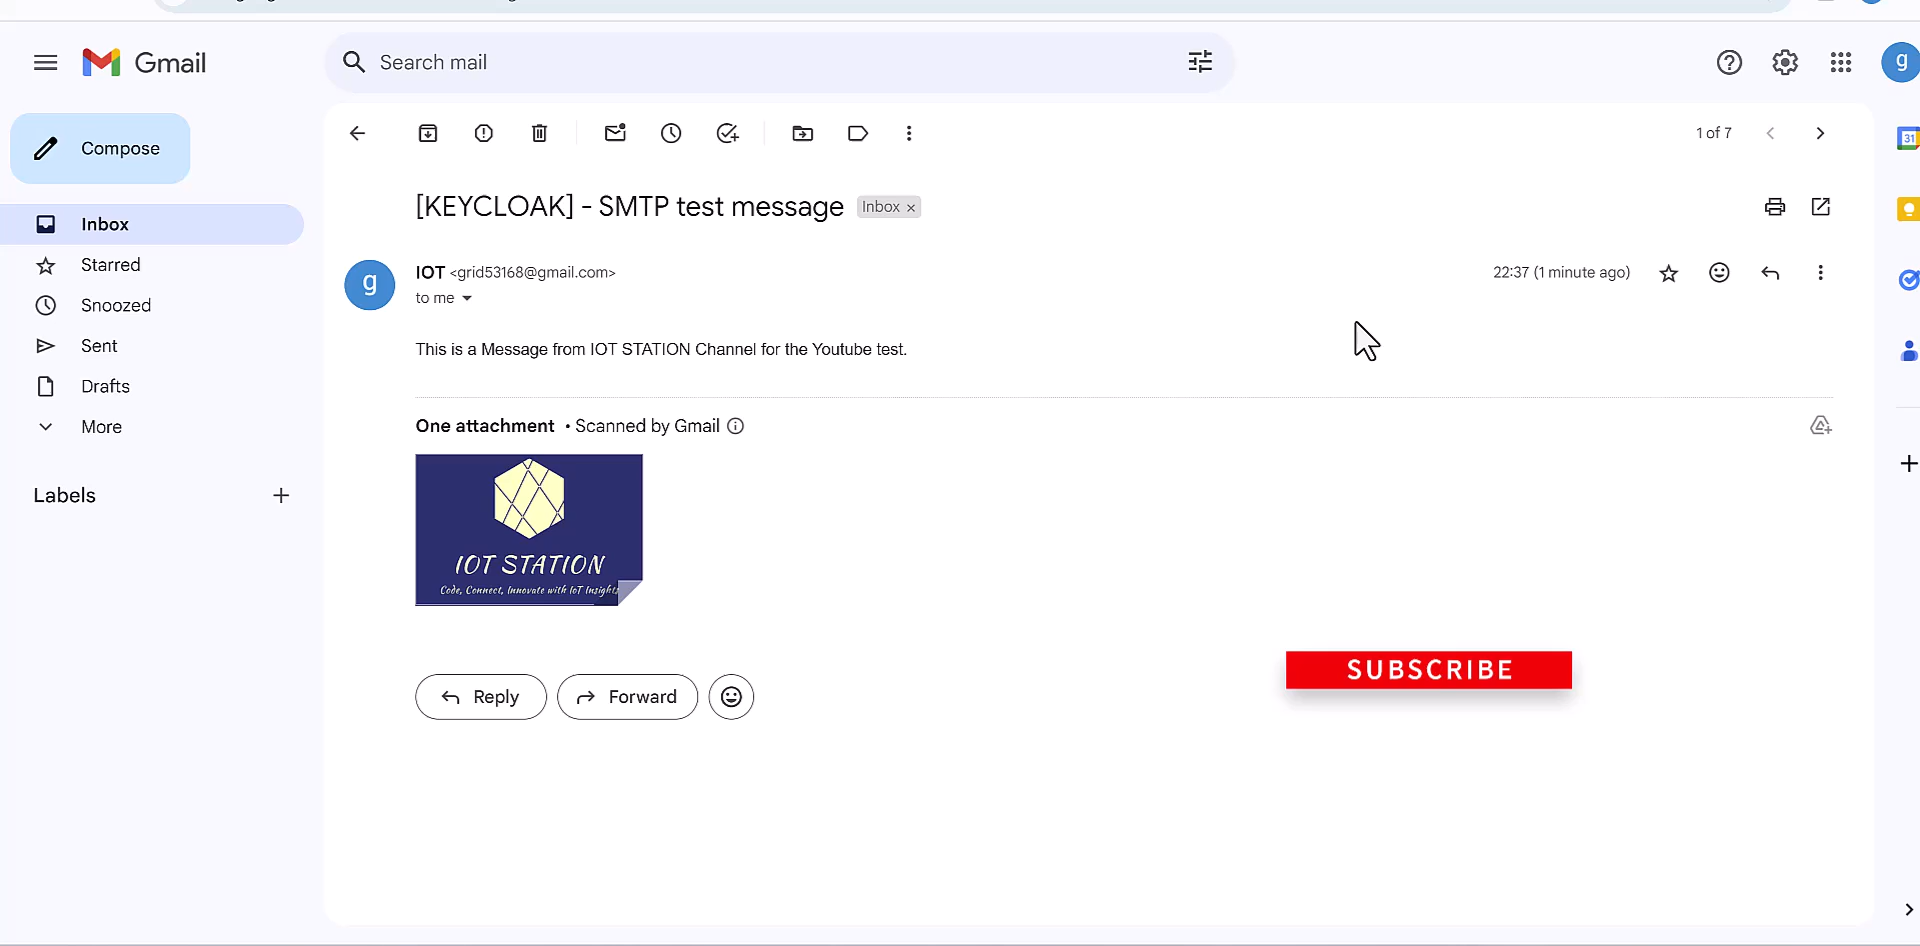 Gmail
Search mail
g
Compose
1 of 7
31
[KEYCLOAK] - SMTP test message Inbox ×
Inbox
Starred
g
IOT <grid53168@gmail.com>
22:37 (1 minute ago)
to me
Snoozed
Sent
This is a Message from IOT STATION Channel for the Youtube test.
Drafts
More
One attachment • Scanned by Gmail
Labels
IOT STATION
Code, Connect, Innovate with IoT Insights
Reply
Forward
SUBSCRIBE